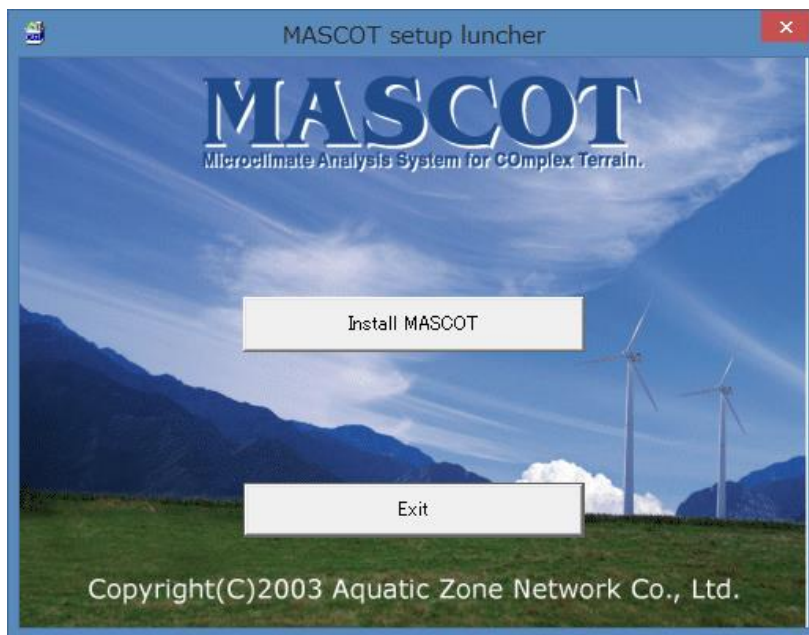 MASCOT setup luncher
MASCOT
Microclimate Analysis System for COmplex Terrain.
Install MASCOT
Exit
Copyright(C)2003 Aquatic Zone Network Co., Ltd.